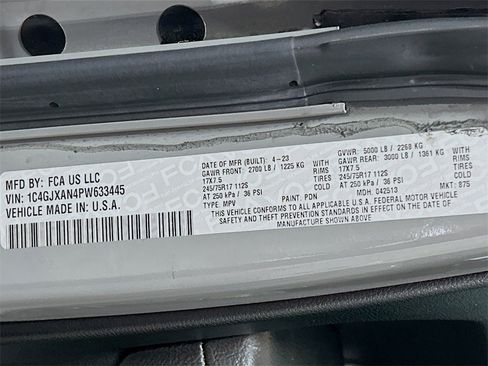 MFD BY: FCA US LLC
VIN: 1C4GJXAN4PW633445
VEHICLE MADE IN U.S.A.
DATE OF MFR (BUILT): 4-23
GAWR FRONT: 2700 LB / 1225 KG WITH
17X7.5 RIMS
245/75R17 112S TIRES
AT 250 kPa / 36 PSI COLD
TYPE: MPV PAINT: PDN
GVWR: 5000 LB / 2268 KG
GAWR REAR: 3000 LB / 1361 KG WITH
17X7.5 RIMS
245/75R17 112S TIRES
AT 250 kPa / 36 PSI COLD
MDH: 042513 MKT: 875
THIS VEHICLE CONFORMS TO ALL APPLICABLE U.S.A. FEDERAL MOTOR VEHICLE
SAFETY AND THEFT PREVENTION STANDARDS IN EFFECT ON THE DATE OF
MANUFACTURE SHOWN ABOVE.